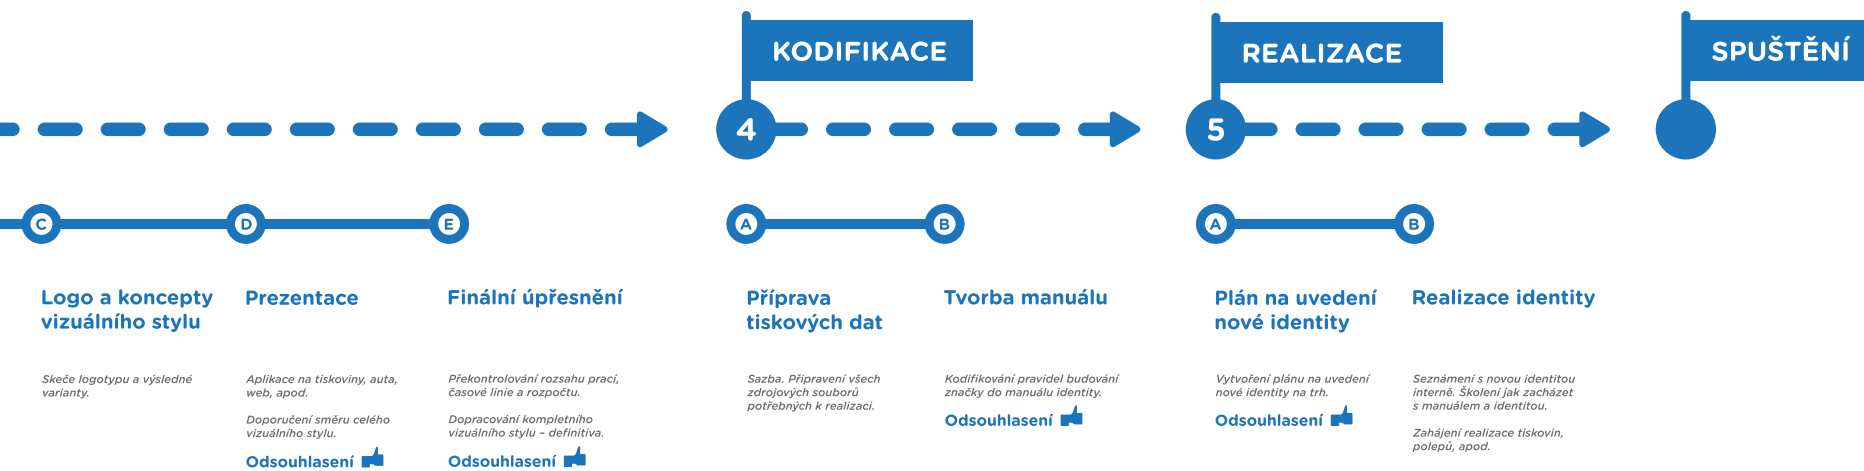 KODIFIKACE
REALIZACE
SPUŠTĚNÍ
4
5
C
D
E
A
B
A
B
Logo a koncepty
vizuálního stylu
Skeče logotypu a výsledné
varianty.
Prezentace
Aplikace na tiskoviny, auta,
web, apod.
Doporučení směru celého
vizuálního stylu.
Odsouhlasení
Finální úpřesnění
Překontrolování rozsahu prací,
časové linie a rozpočtu.
Dopracování kompletního
vizuálního stylu – definitiva.
Odsouhlasení
Příprava
tiskových dat
Sazba. Připravení všech
zdrojových souborů
potřebných k realizaci.
Tvorba manuálu
Kodifikování pravidel budování
značky do manuálu identity.
Odsouhlasení
Plán na uvedení
nové identity
Vytvoření plánu na uvedení
nové identity na trh.
Odsouhlasení
Realizace identity
Seznámení s novou identitou
interně. Školení jak zacházet
s manuálem a identitou.
Zahájení realizace tiskovin,
polepů, apod.